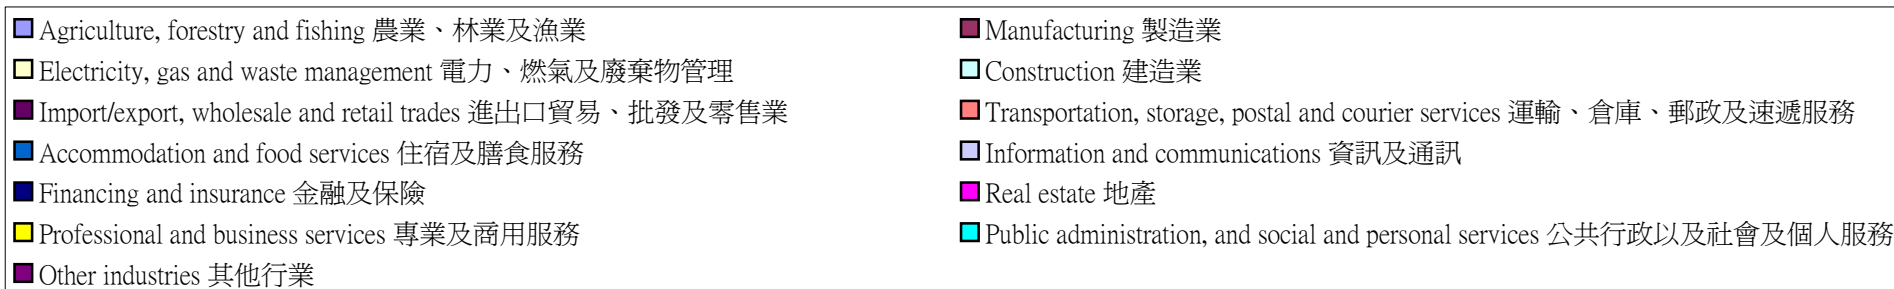 Agriculture, forestry and fishing 農業、林業及漁業
Manufacturing 製造業
Electricity, gas and waste management 電力、燃氣及廢棄物管理
Construction 建造業
Import/export, wholesale and retail trades 進出口貿易、批發及零售業
Transportation, storage, postal and courier services 運輸、倉庫、郵政及速遞服務
Accommodation and food services 住宿及膳食服務
Information and communications 資訊及通訊
Financing and insurance 金融及保險
Real estate 地產
Professional and business services 專業及商用服務
Public administration, and social and personal services 公共行政以及社會及個人服務
Other industries 其他行業